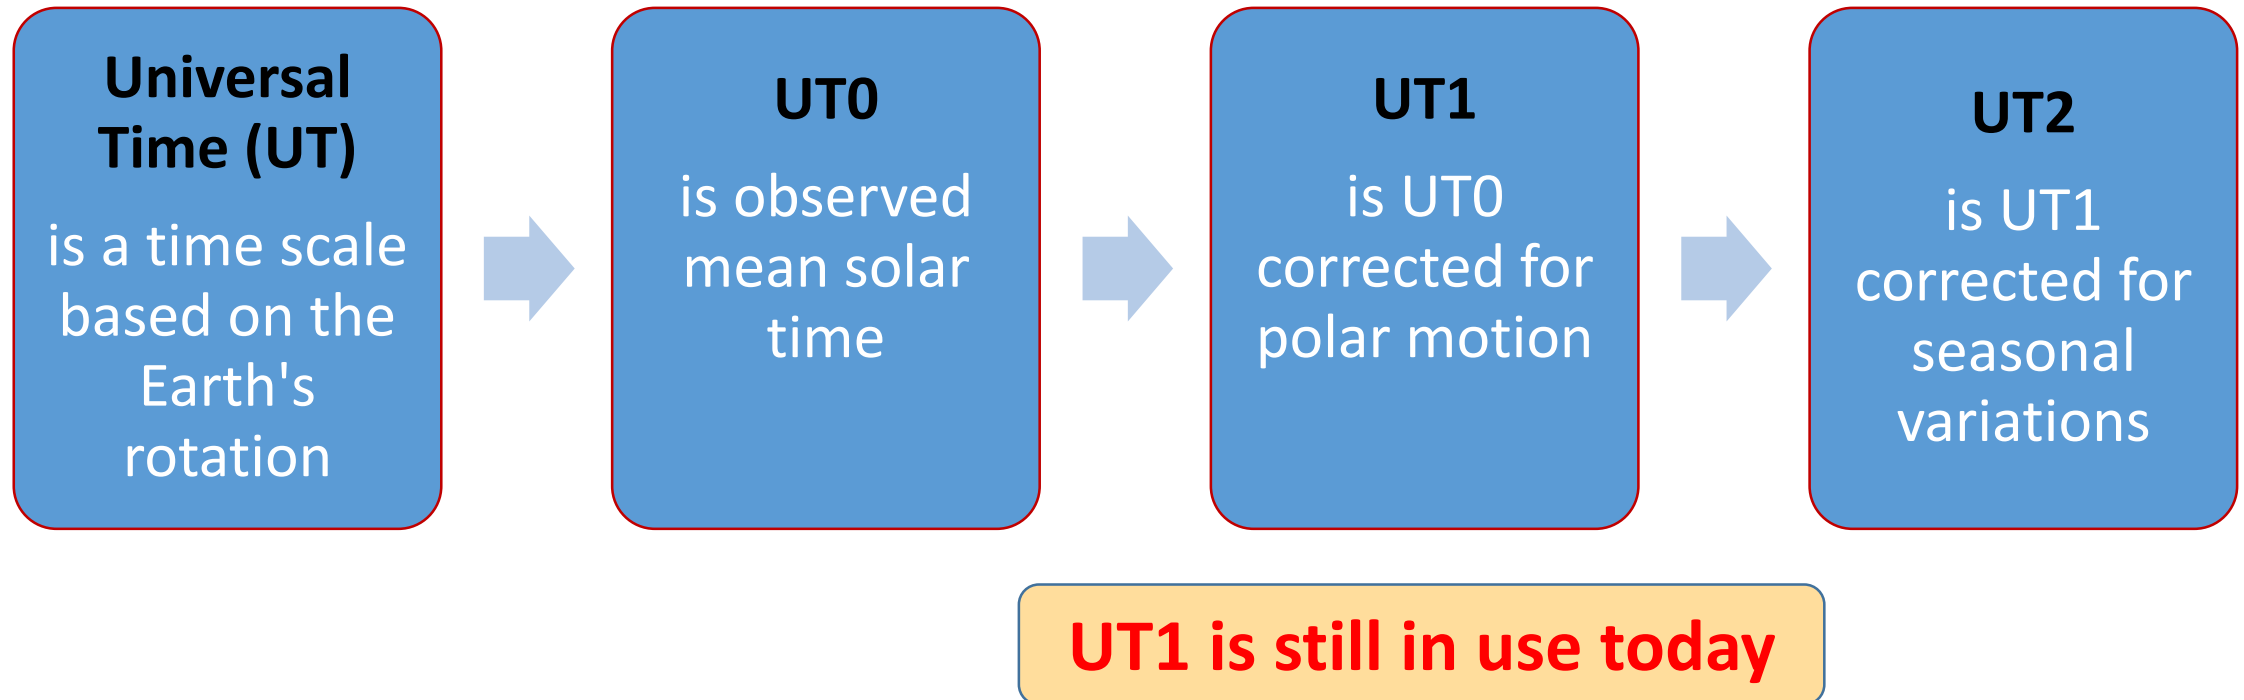 Universal
Time (UT)
is a time scale
based on the
Earth's
rotation
UT0
is observed
mean solar
time
UT1
is UT0
corrected for
polar motion
UT2
is UT1
corrected for
seasonal
variations
UT1 is still in use today